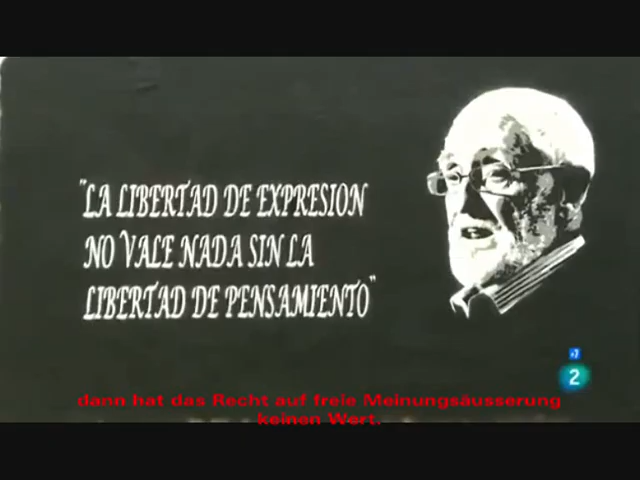 "LA LIBERTAD DE EXPRESION
NO VALE NADA SIN LA
LIBERTAD DE PENSAMIENTO"
2
dann hat das Recht auf freie Meinungsäusserung
keinen Wert.